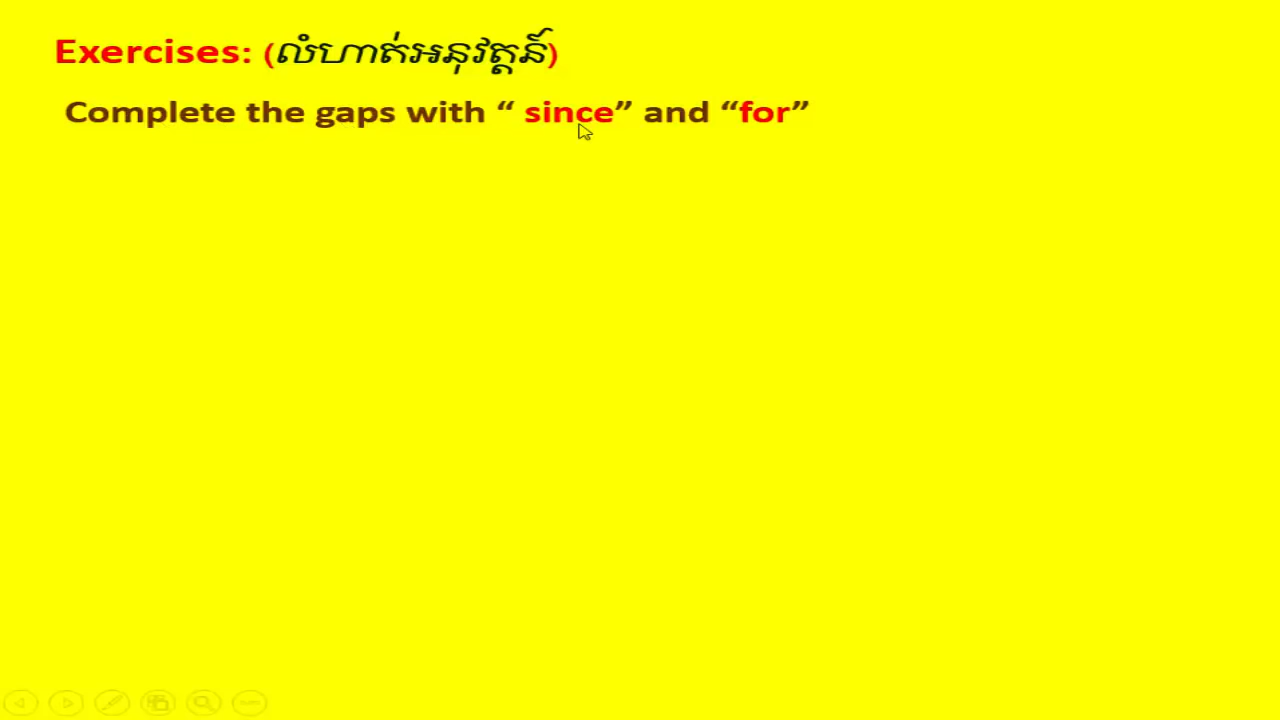 Exercises: (លំហាត់អនុវត្តន៍)
Complete the gaps with “ since” and “for”